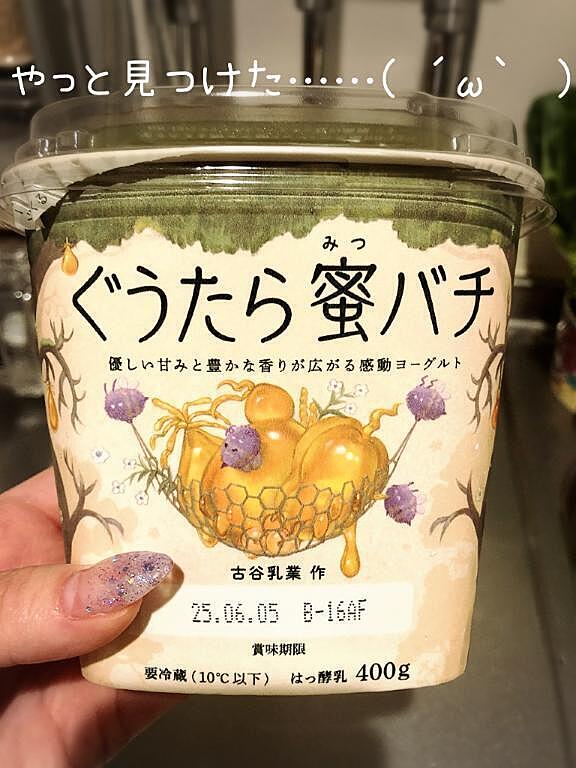 やっと見つけた……( ´ω` )
みつ
ぐうたら蜜バチ
優しい甘みと豊かな香りが広がる感動ヨーグルト
古谷乳業 作
25.06.05 B-16AF
賞味期限
要冷蔵(10℃以下) はっ酵乳 400g